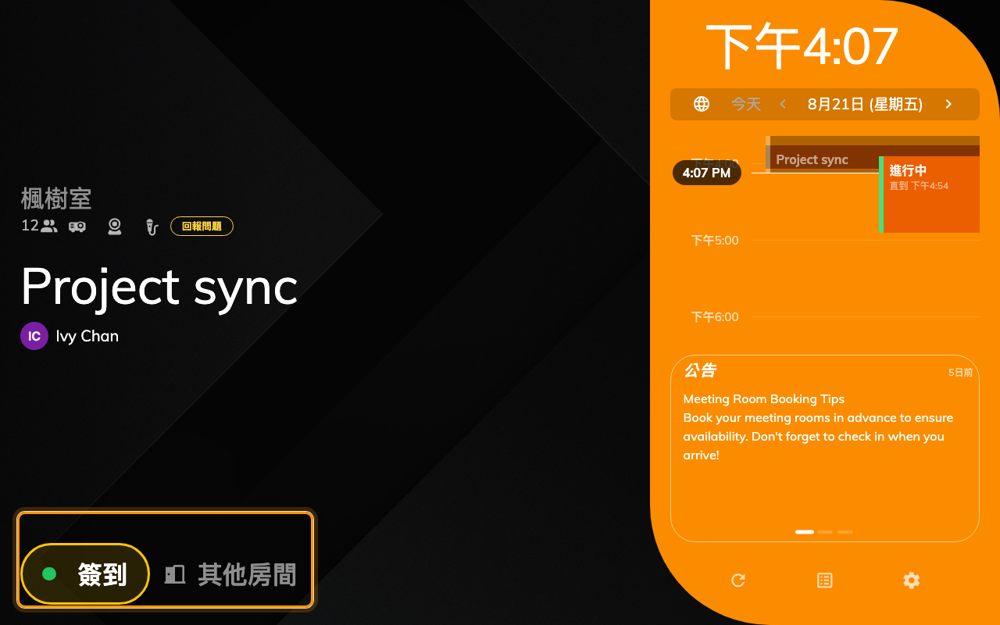 楓樹室
12
回報問題
Project sync
IC
Ivy Chan
簽到
其他房間
下午4:07
今天
8月21日 (星期五)
下午4:00
Project sync
4:07 PM
進行中
直到 下午4:54
下午5:00
下午6:00
公告
5日前
Meeting Room Booking Tips
Book your meeting rooms in advance to ensure
availability. Don't forget to check in when you
arrive!